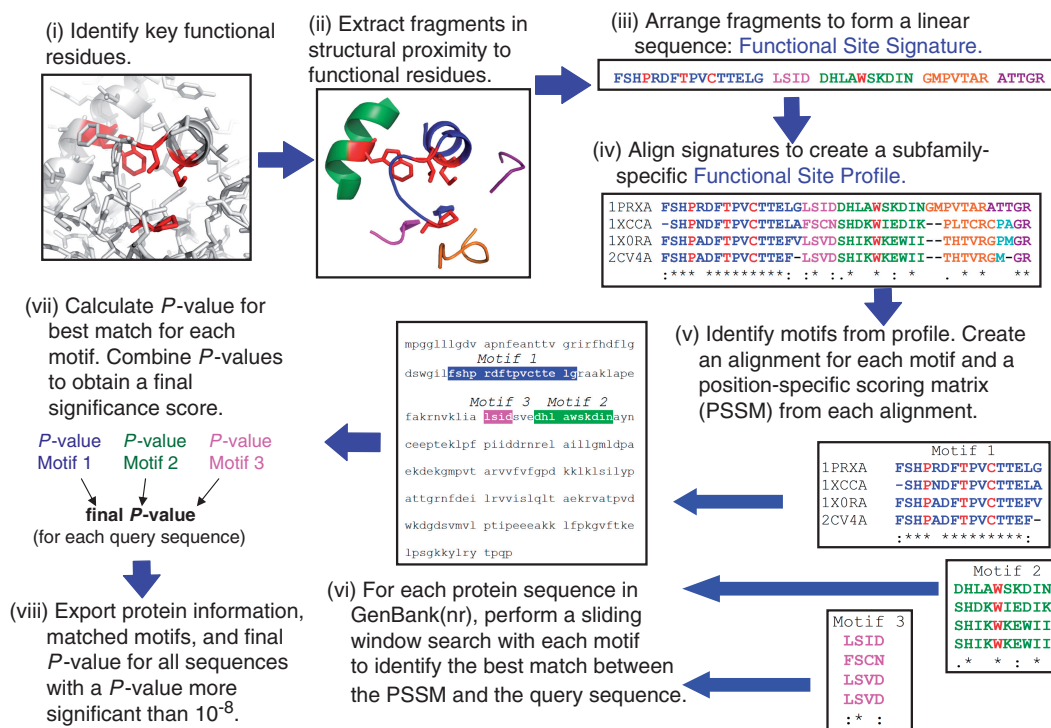 (i) Identify key functional
residues.
(ii) Extract fragments in
structural proximity to
functional residues.
(iii) Arrange fragments to form a linear
sequence: Functional Site Signature.
FSHPRDFTPVCTTELG LSID DHLAWSKDIN GMPVTAR ATTGR
(iv) Align signatures to create a subfamily-
specific Functional Site Profile.
1PRXA FSHPRDFTPVCTTELGLSIDDHLAWSKDINGMPVTARATTGR
1XCCA -SHPNDFTPVCTTELAFSCNSHDKWIEDIK--PLTCRCPAGR
1X0RA FSHPADFTPVCTTEFVLSVDSHIKWKEWII--THTVRGPMGR
2CV4A FSHPADFTPVCTTEF-LSVDSHIKWKEWII--THTVRGM-GR
:*** ********** : :.* * : . . * **
(v) Identify motifs from profile. Create
an alignment for each motif and a
position-specific scoring matrix
(PSSM) from each alignment.
Motif 1
1PRXA FSHPRDFTPVCTTELG
1XCCA -SHPNDFTPVCTTELA
1X0RA FSHPADFTPVCTTEFV
2CV4A FSHPADFTPVCTTEF-
:*** **********:
Motif 2
DHLAWSKDIN
SHDKWIEDIK
SHIKWKEWII
SHIKWKEWII
.* * : *
Motif 3
LSID
FSCN
LSVD
LSVD
:* :
(vi) For each protein sequence in
GenBank(nr), perform a sliding
window search with each motif
to identify the best match between
the PSSM and the query sequence.
mpgglllgdv apnfeanttv grirfhdflg
Motif 1
dswgilfshp rdftpvctte lgraaklape
Motif 3 Motif 2
fakrnvklia lsidsvedhl awskdinayn
ceepteklpf piiddrnrel aillgmldpa
ekdekgmpvt arvvfvfgpd kklklsilyp
attgrnfdei lrvvislqlt aekrvatpvd
wkdgdsvmvl ptipeeeakk lfpkgvftke
lpsgkkylry tpqp
(vii) Calculate P-value for
best match for each
motif. Combine P-values
to obtain a final
significance score.
P-value P-value P-value
Motif 1 Motif 2 Motif 3
final P-value
(for each query sequence)
(viii) Export protein information,
matched motifs, and final
P-value for all sequences
with a P-value more
significant than 10⁻⁸.